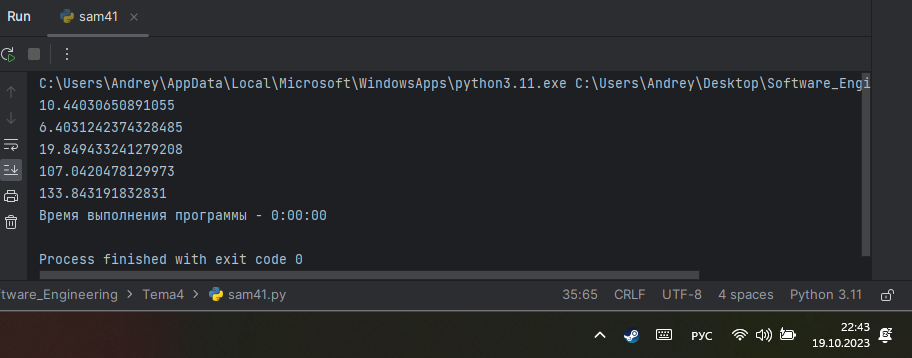 Run sam41
C:\Users\Andrey\AppData\Local\Microsoft\WindowsApps\python3.11.exe C:\Users\Andrey\Desktop\Software_Engi
10.44030650891055
6.4031242374328485
19.849433241279208
107.0420478129973
133.843191832831
Время выполнения программы - 0:00:00
Process finished with exit code 0
ftware_Engineering > Tema4 > sam41.py 35:65 CRLF UTF-8 4 spaces Python 3.11
РУС 22:43
19.10.2023